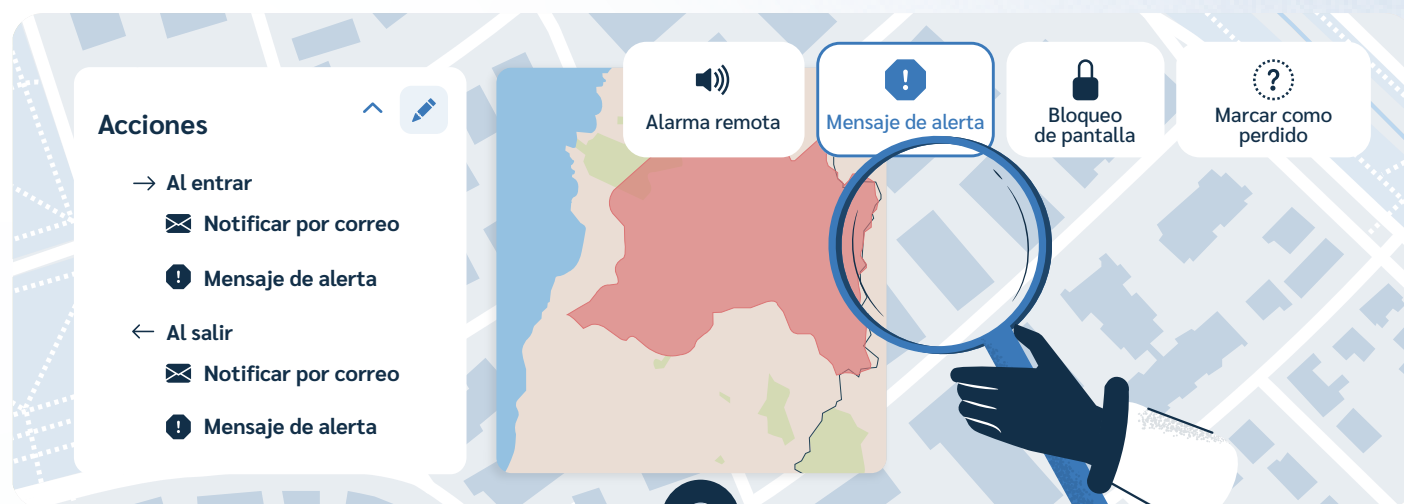 Acciones
Al entrar
Notificar por correo
Mensaje de alerta
Al salir
Notificar por correo
Mensaje de alerta
Alarma remota
Mensaje de alerta
Bloqueo
de pantalla
Marcar como
perdido